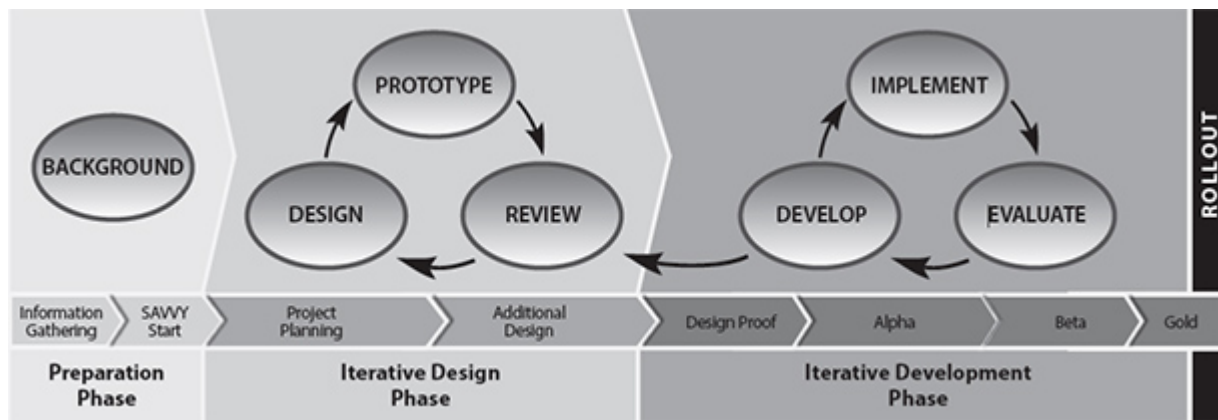 PROTOTYPE
IMPLEMENT
BACKGROUND
DESIGN
REVIEW
DEVELOP
EVALUATE
ROLLOUT
Information
Gathering
SAVVY
Start
Project
Planning
Additional
Design
Design Proof
Alpha
Beta
Gold
Preparation
Phase
Iterative Design
Phase
Iterative Development
Phase